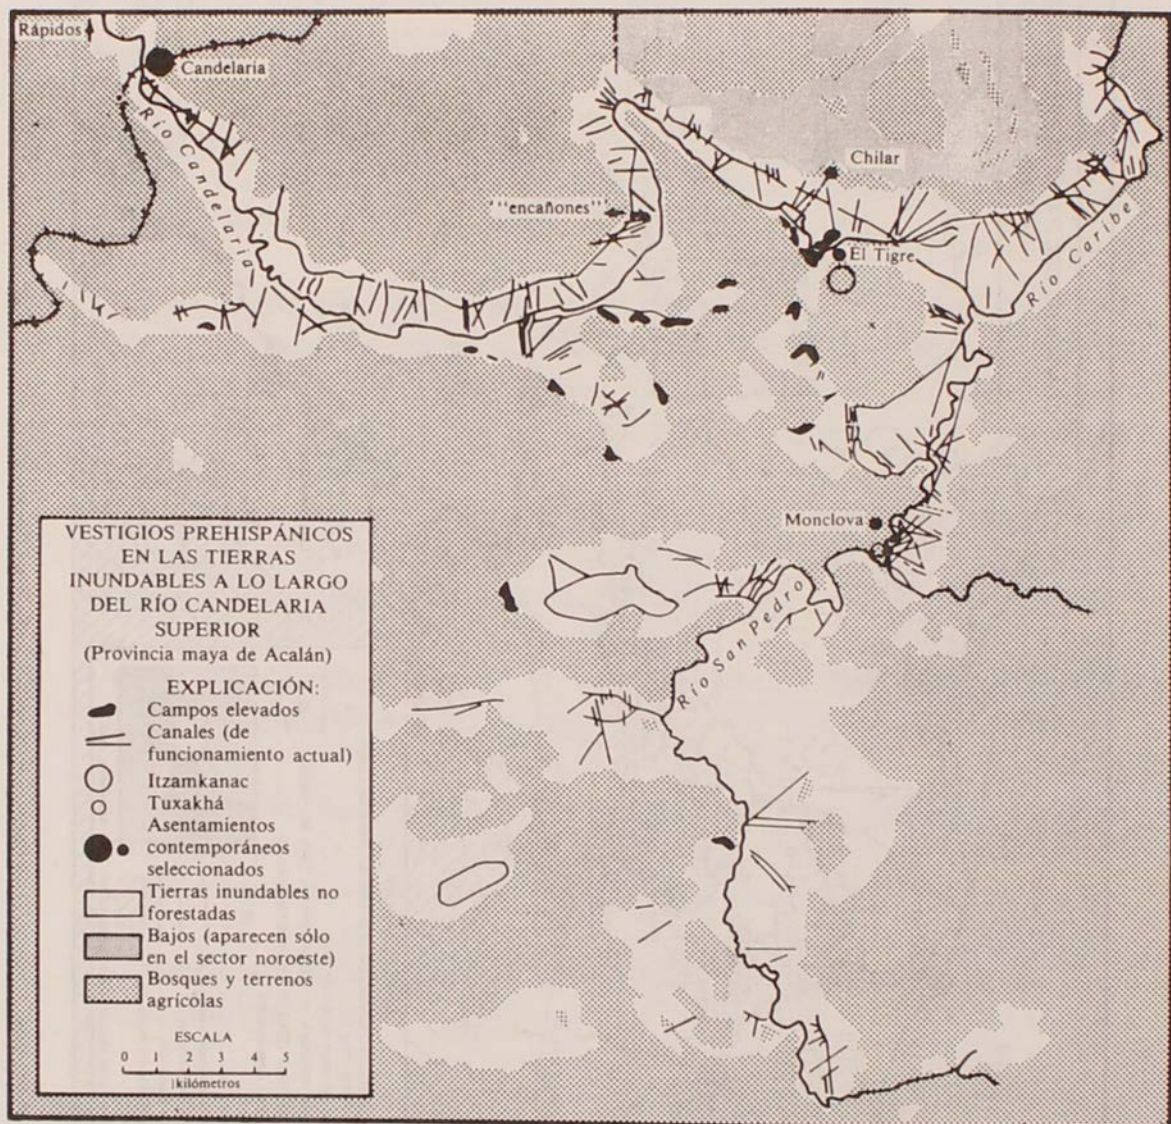 Rápidos
Candelaria
Río Candelaria
""encañones""
Chilar
El Tigre
Río Caribe
Monclova
Río San Pedro
VESTIGIOS PREHISPÁNICOS
EN LAS TIERRAS
INUNDABLES A LO LARGO
DEL RÍO CANDELARIA
SUPERIOR
(Provincia maya de Acalán)
EXPLICACIÓN:
Campos elevados
Canales (de
funcionamiento actual)
Itzamkanac
Tuxakhá
Asentamientos
contemporáneos
seleccionados
Tierras inundables no
forestadas
Bajos (aparecen sólo
en el sector noroeste)
Bosques y terrenos
agrícolas
ESCALA
0 1 2 3 4 5
kilómetros